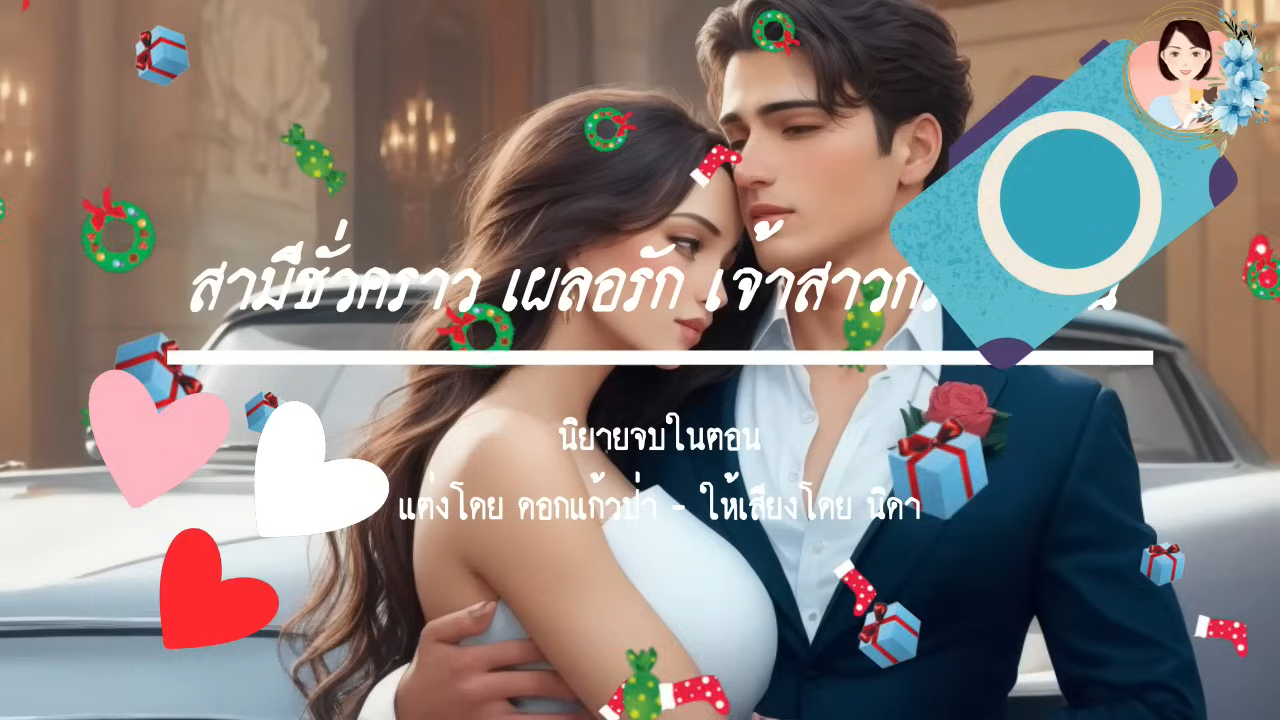 สามีชั่วคราว เผลอรัก เจ้าสาว
นิยายจบในตอน
แต่งโดย ดอกแก้วป่า - ให้เสียงโดย นิดา